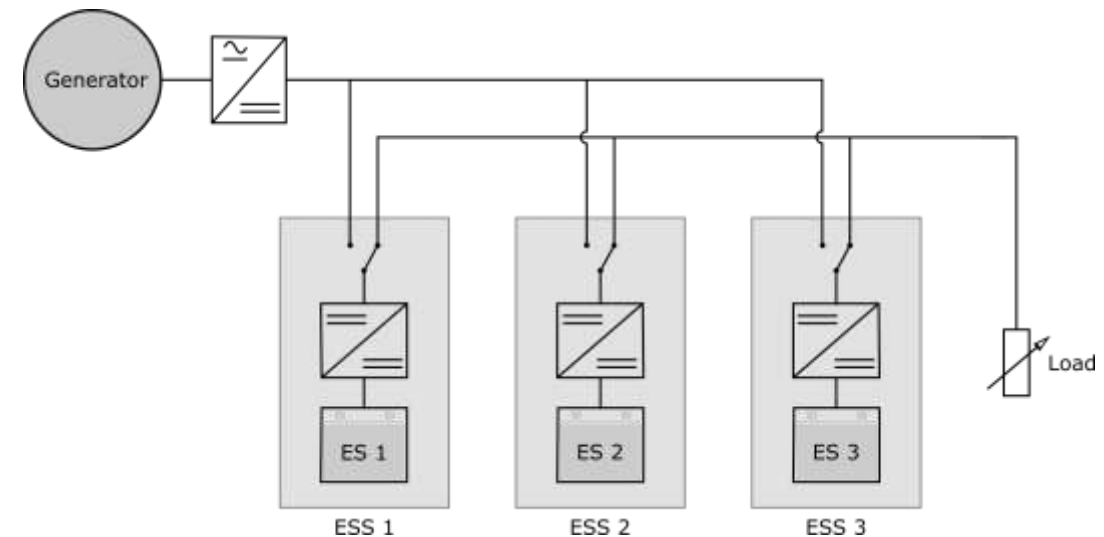 Generator
Load
ES 1
ES 2
ES 3
ESS 1
ESS 2
ESS 3